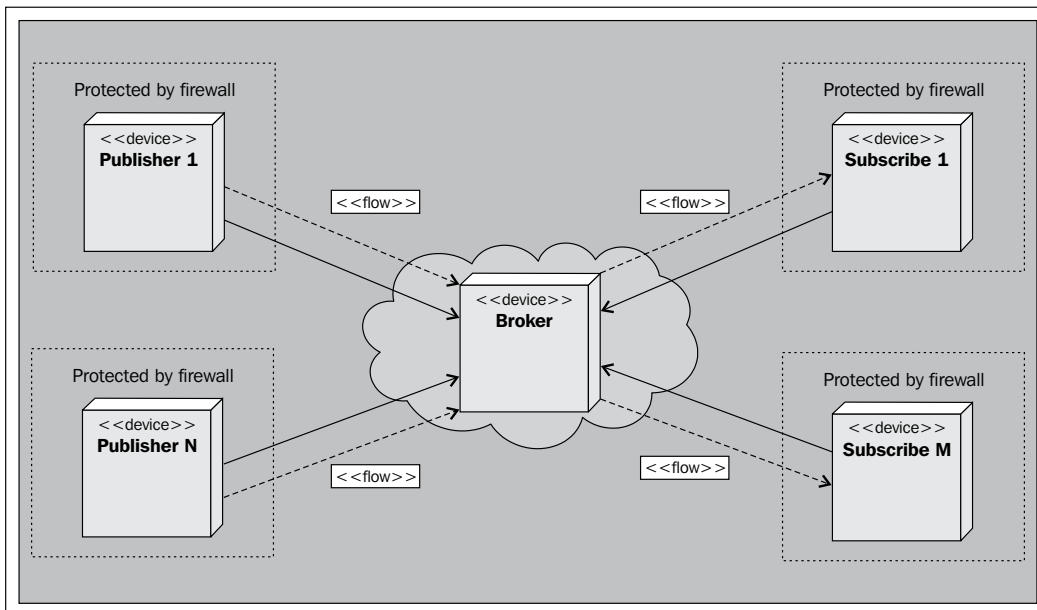 Protected by firewall
<<device>>
Publisher 1
<<flow>>
<<flow>>
Protected by firewall
<<device>>
Subscribe 1
<<device>>
Broker
Protected by firewall
<<device>>
Publisher N
<<flow>>
<<flow>>
Protected by firewall
<<device>>
Subscribe M